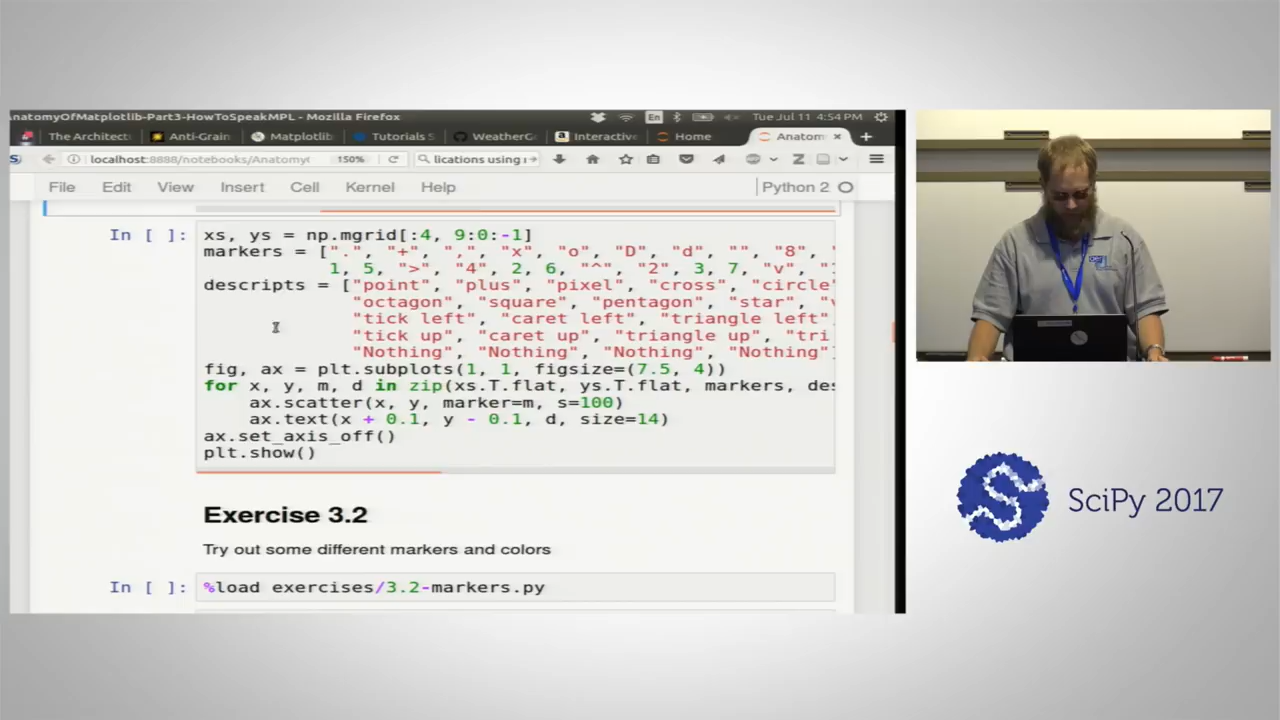 AnatomyOfMatplotlib-Part3-HowToSpeakMPL - Mozilla Firefox
En
Tue Jul 11 4:54 PM
The Architect
Anti-Grain
Matplotlib
Tutorials S
WeatherGe
Interactive
Home
Anatom
localhost:8888/notebooks/Anatomy
150%
lications using
File Edit View Insert Cell Kernel Help
Python 2
In [ ]:
xs, ys = np.mgrid[:4, 9:0:-1]
markers = [".", "+", ",", "x", "o", "D", "d", "", "8",
1, 5, ">", "4", 2, 6, "^", "2", 3, 7, "v",
descripts = ["point", "plus", "pixel", "cross", "circle
"octagon", "square", "pentagon", "star",
"tick left", "caret left", "triangle left"
"tick up", "caret up", "triangle up", "tri
"Nothing", "Nothing", "Nothing", "Nothing"
fig, ax = plt.subplots(1, 1, figsize=(7.5, 4))
for x, y, m, d in zip(xs.T.flat, ys.T.flat, markers, des
ax.scatter(x, y, marker=m, s=100)
ax.text(x + 0.1, y - 0.1, d, size=14)
ax.set_axis_off()
plt.show()
Exercise 3.2
Try out some different markers and colors
In [ ]:
%load exercises/3.2-markers.py
SciPy 2017